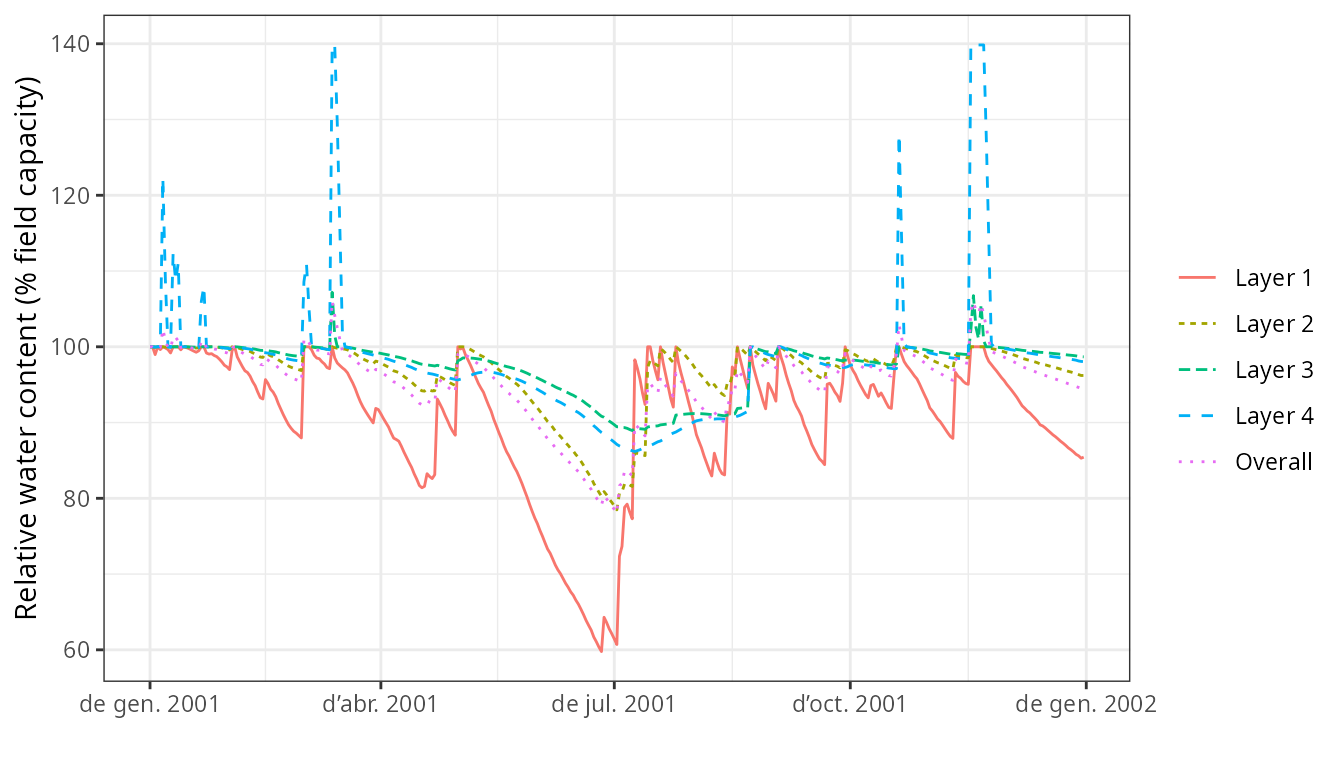 Relative water content (% field capacity)
140
120
100
80
60
de gen. 2001
d’abr. 2001
de jul. 2001
d’oct. 2001
de gen. 2002
Layer 1
Layer 2
Layer 3
Layer 4
Overall